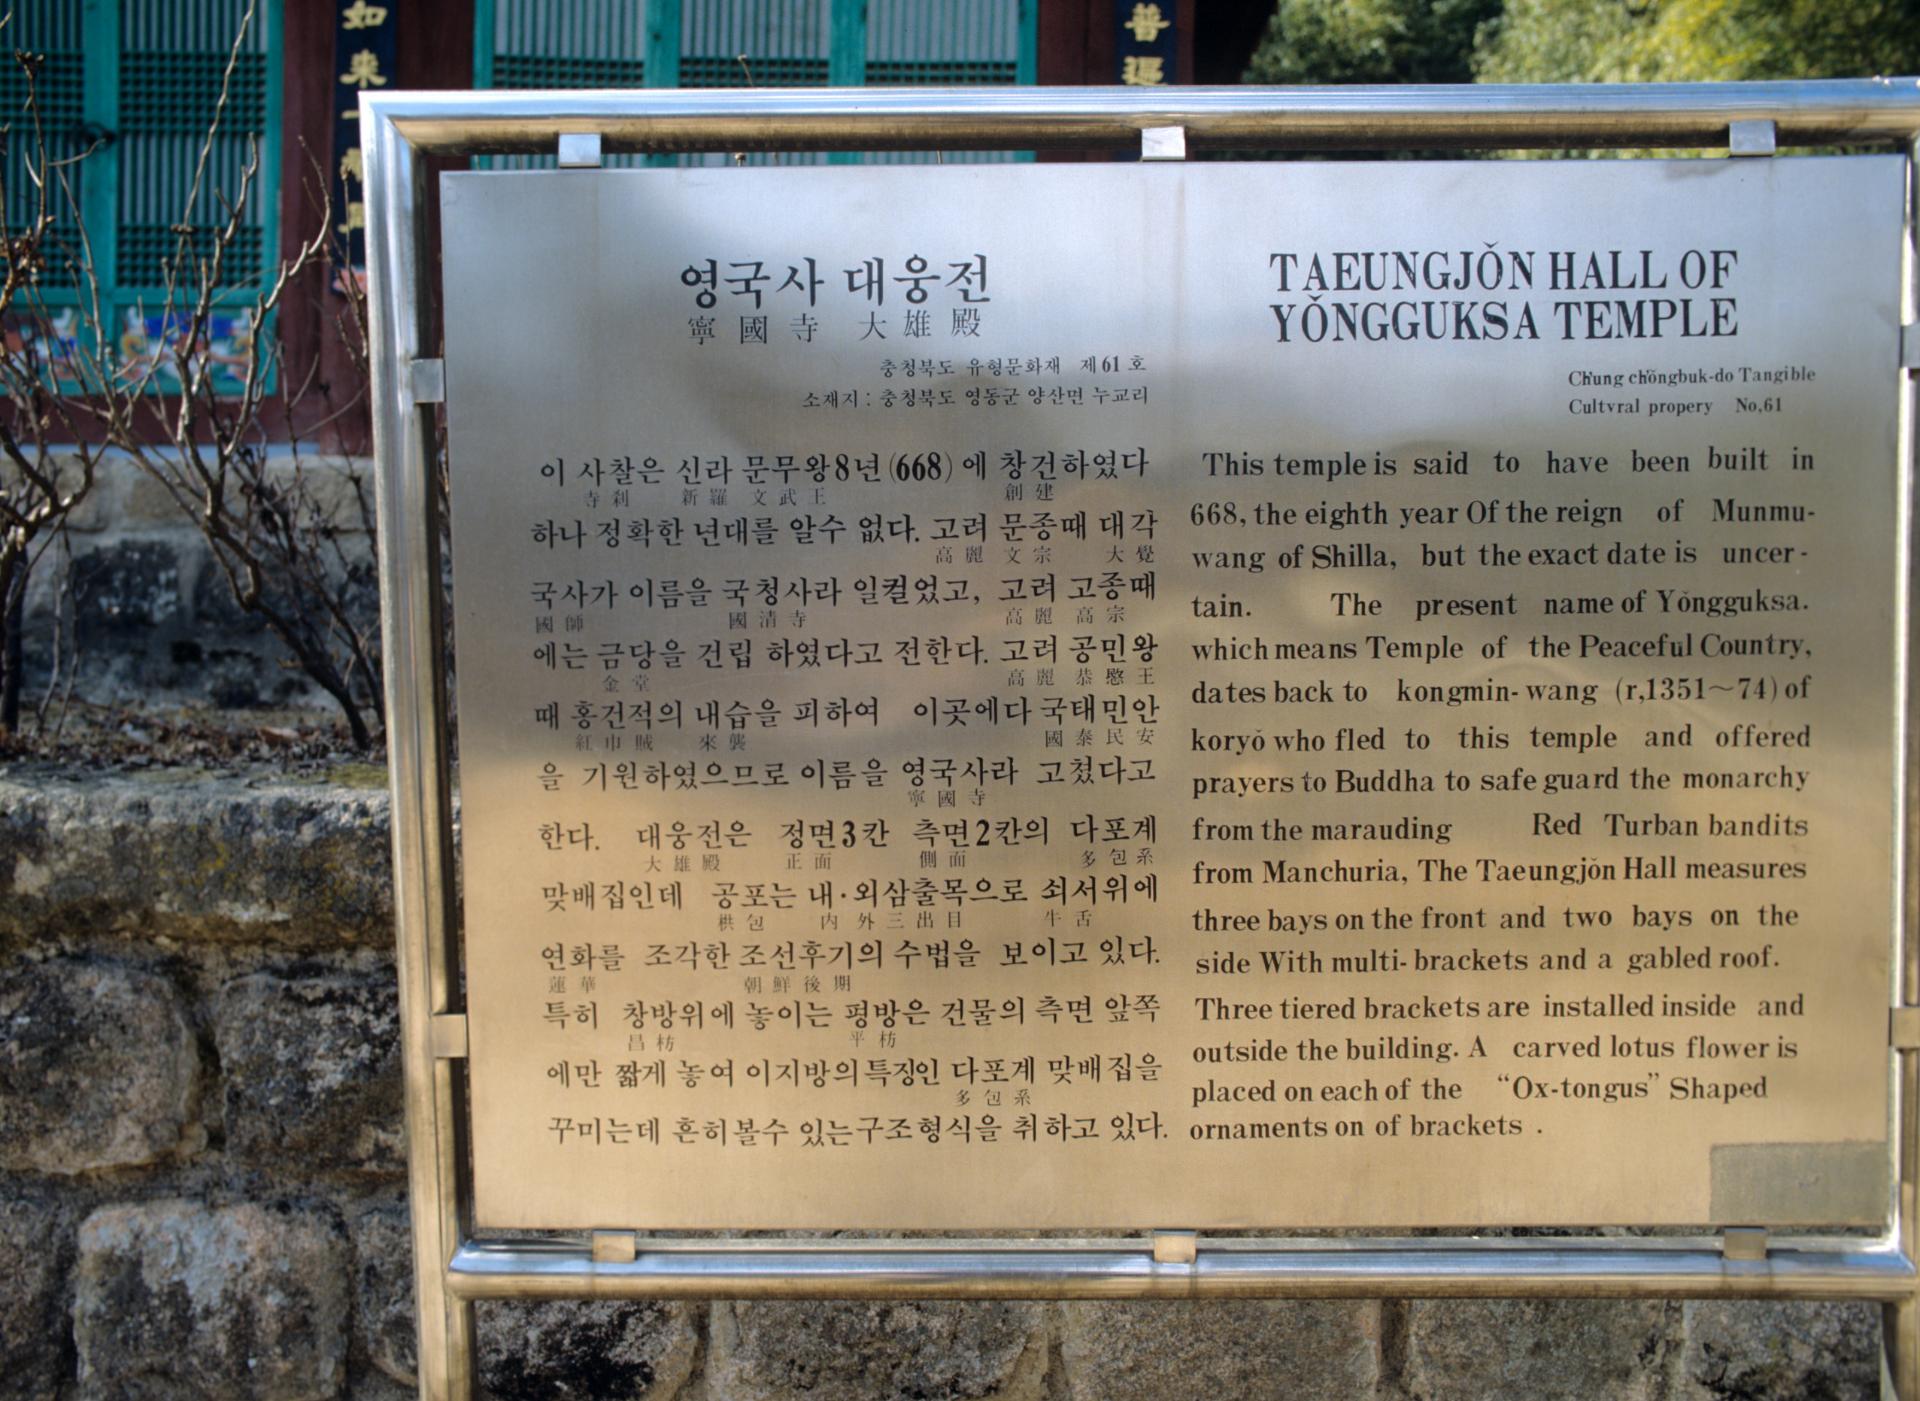 如來一
普遍
영국사 대웅전
寧國寺 大雄殿
충청북도 유형문화재 제61호
소재지 : 충청북도 영동군 양산면 누교리
이 사찰은 신라 문무왕8년(668)에 창건하였다
寺刹 新羅 文武王 創建
하나 정확한 년대를 알수 없다. 고려 문종때 대각
高麗 文宗 大覺
국사가 이름을 국청사라 일컬었고, 고려 고종때
國師 國清寺 高麗 高宗
에는 금당을 건립 하였다고 전한다. 고려 공민왕
金堂 高麗 恭愍王
때 홍건적의 내습을 피하여 이곳에다 국태민안
紅巾賊 來襲 國泰民安
을 기원하였으므로 이름을 영국사라 고쳤다고
寧國寺
한다. 대웅전은 정면3칸 측면2칸의 다포계
大雄殿 正面 側面 多包系
맞배집인데 공포는 내·외삼출목으로 쇠서위에
栱包 内外三出目 牛舌
연화를 조각한 조선후기의 수법을 보이고 있다.
蓮華 朝鮮後期
특히 창방위에 놓이는 평방은 건물의 측면 앞쪽
昌枋 平枋
에만 짧게 놓여 이지방의특징인 다포계 맞배집을
多包系
꾸미는데 흔히볼수 있는구조형식을 취하고 있다.
TAEUNGJŎN HALL OF
YŎNGGUKSA TEMPLE
Ch'ung ch'ŏngbuk-do Tangible
Cultvral propery No,61
This temple is said to have been built in
668, the eighth year Of the reign of Munmu-
wang of Shilla, but the exact date is uncer-
tain. The present name of Yŏngguksa.
which means Temple of the Peaceful Country,
dates back to kongmin-wang (r,1351~74) of
koryŏ who fled to this temple and offered
prayers to Buddha to safe guard the monarchy
from the marauding Red Turban bandits
from Manchuria, The Taeungjŏn Hall measures
three bays on the front and two bays on the
side With multi-brackets and a gabled roof.
Three tiered brackets are installed inside and
outside the building. A carved lotus flower is
placed on each of the "Ox-tongus" Shaped
ornaments on of brackets .